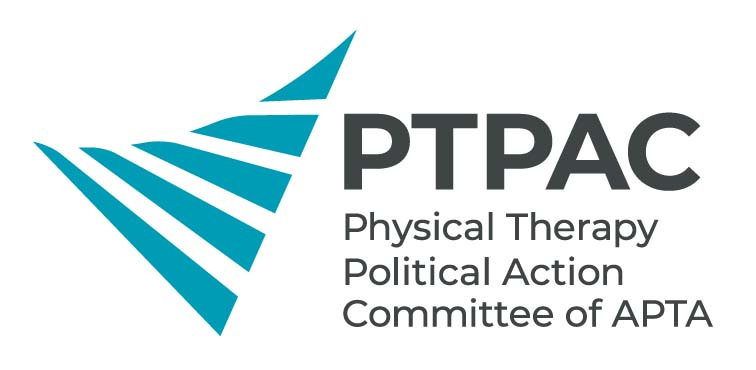 PTPAC
Physical Therapy
Political Action
Committee of APTA